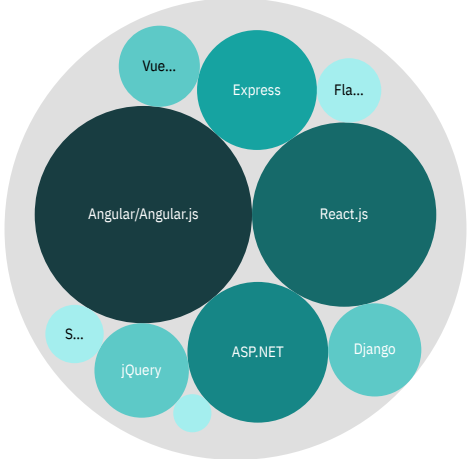 Vue...
Express
Fla...
Angular/Angular.js
React.js
S...
jQuery
ASP.NET
Django